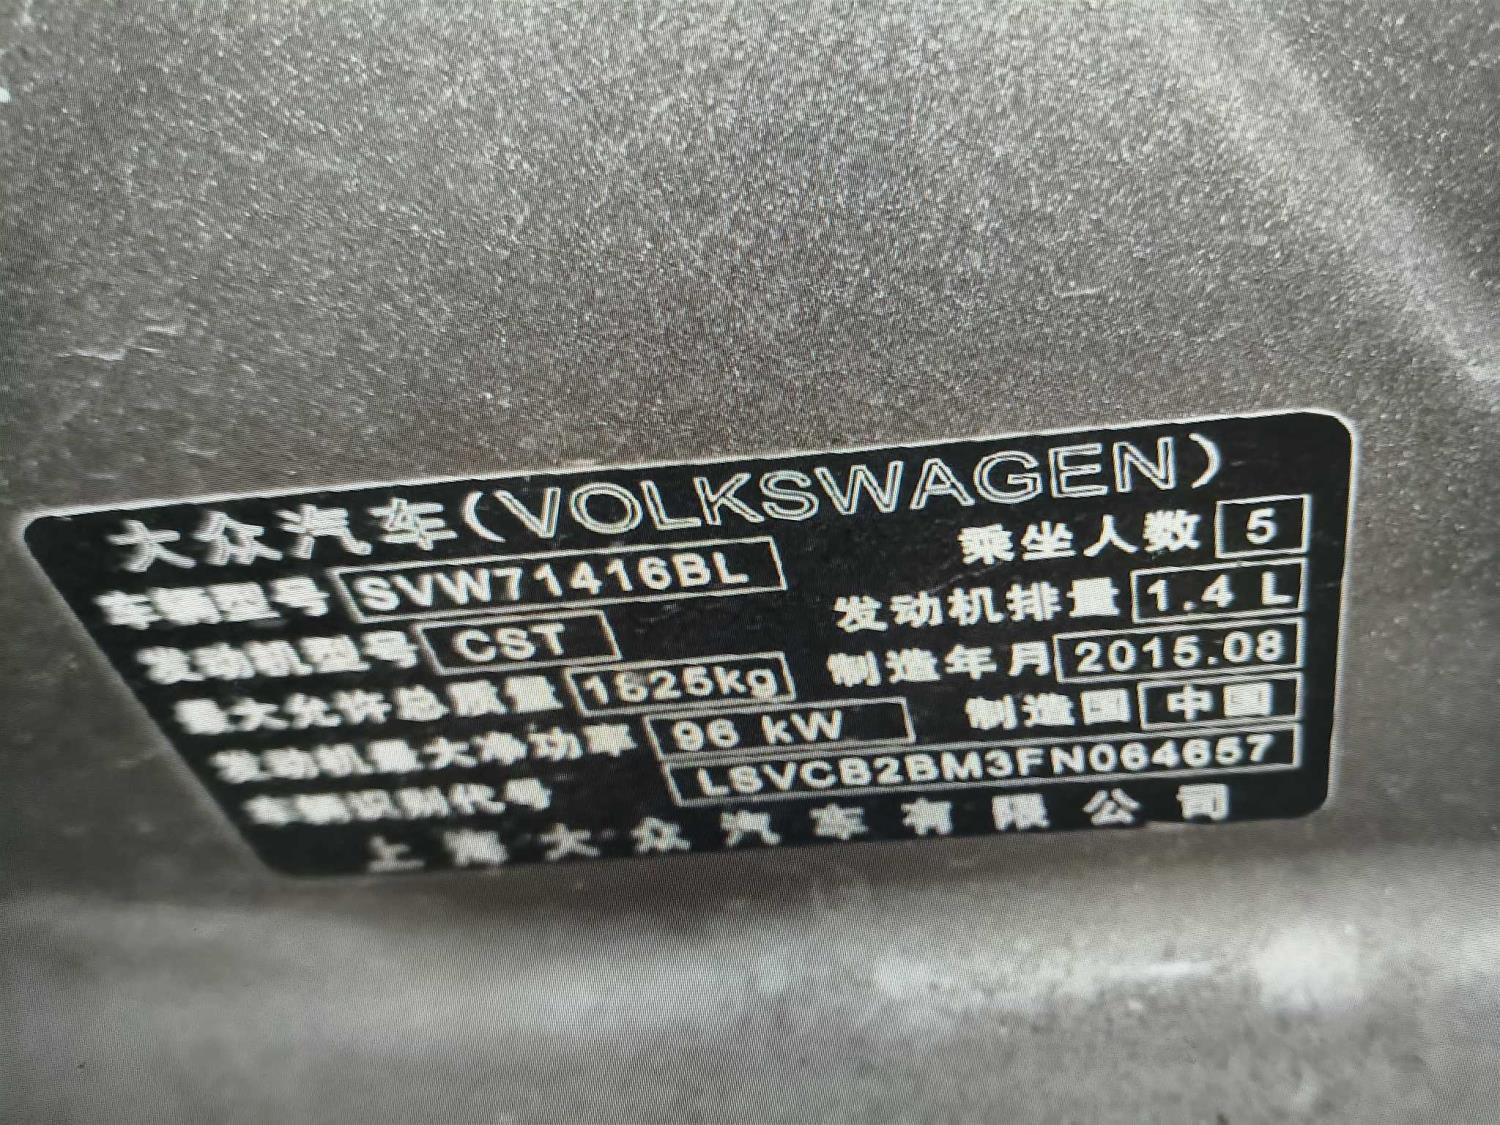 大众汽车(VOLKSWAGEN)
车辆型号 SVW71416BL 乘坐人数 5
发动机型号 CST 发动机排量 1.4 L
最大允许总质量 1525kg 制造年月 2015.08
发动机最大净功率 96 kW 制造国 中国
车辆识别代号 LSVCB2BM3FN064657
上海大众汽车有限公司